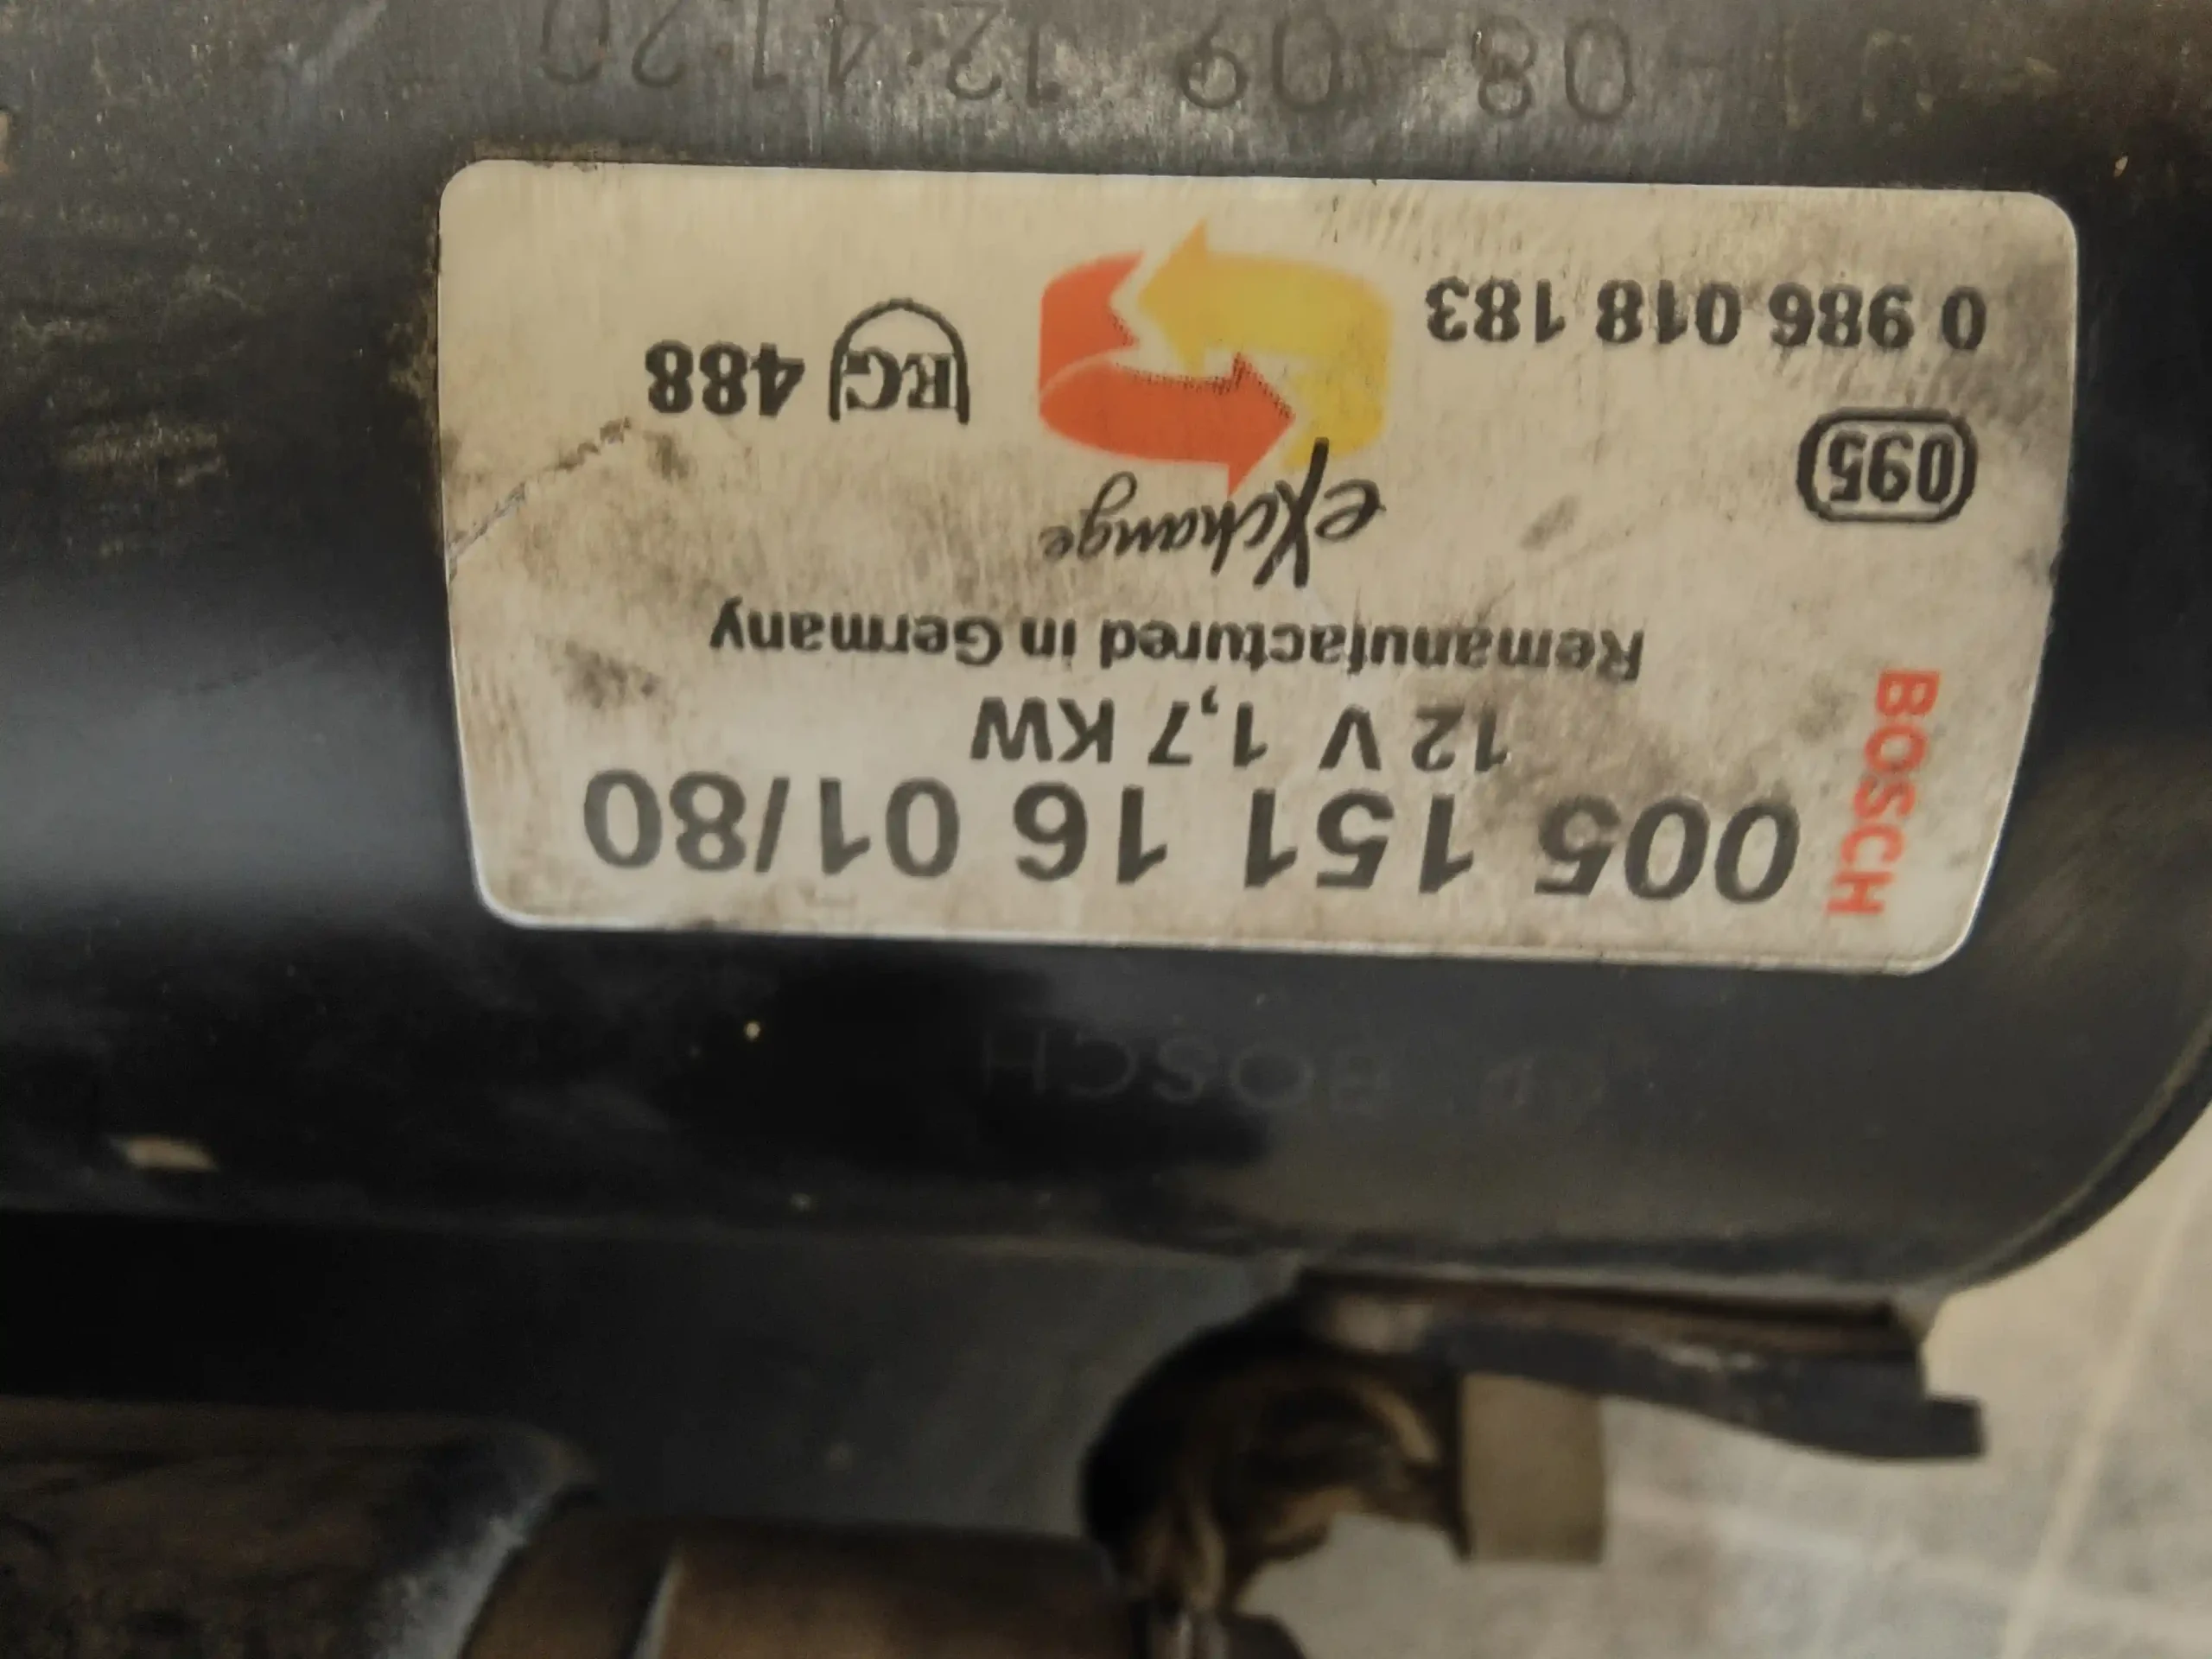 BOSCH
BOSCH
005 151 16 01/80
12 V 1,7 KW
Remanufactured in Germany
eXchange
095
0 986 018 183
RG 488
-08-09 12:41:20